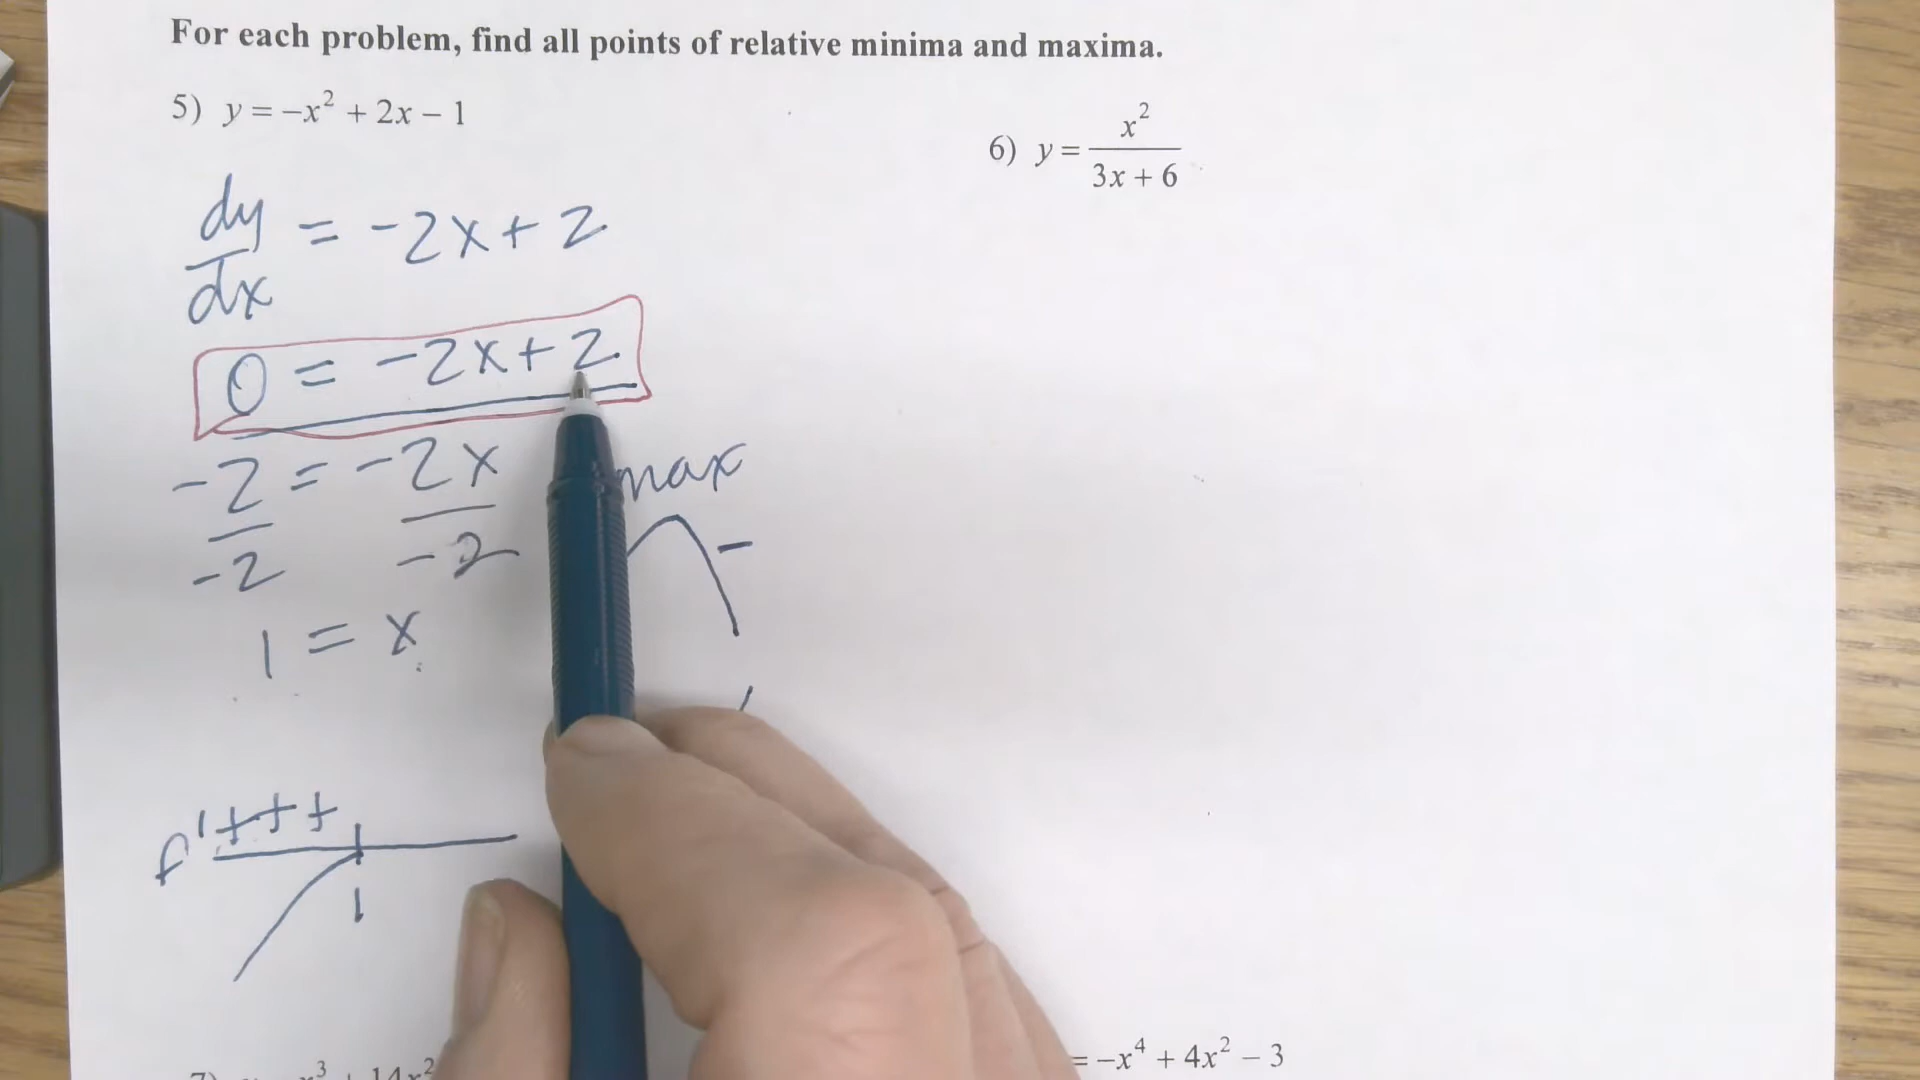 For each problem, find all points of relative minima and maxima.
5) y = −x² + 2x − 1
6) y = x² / (3x + 6)
dy/dx = -2x + 2
0 = -2x + 2
-2 = -2x
-2   -2
max
−
1 = x
f' + + +
1
= −x⁴ + 4x² − 3